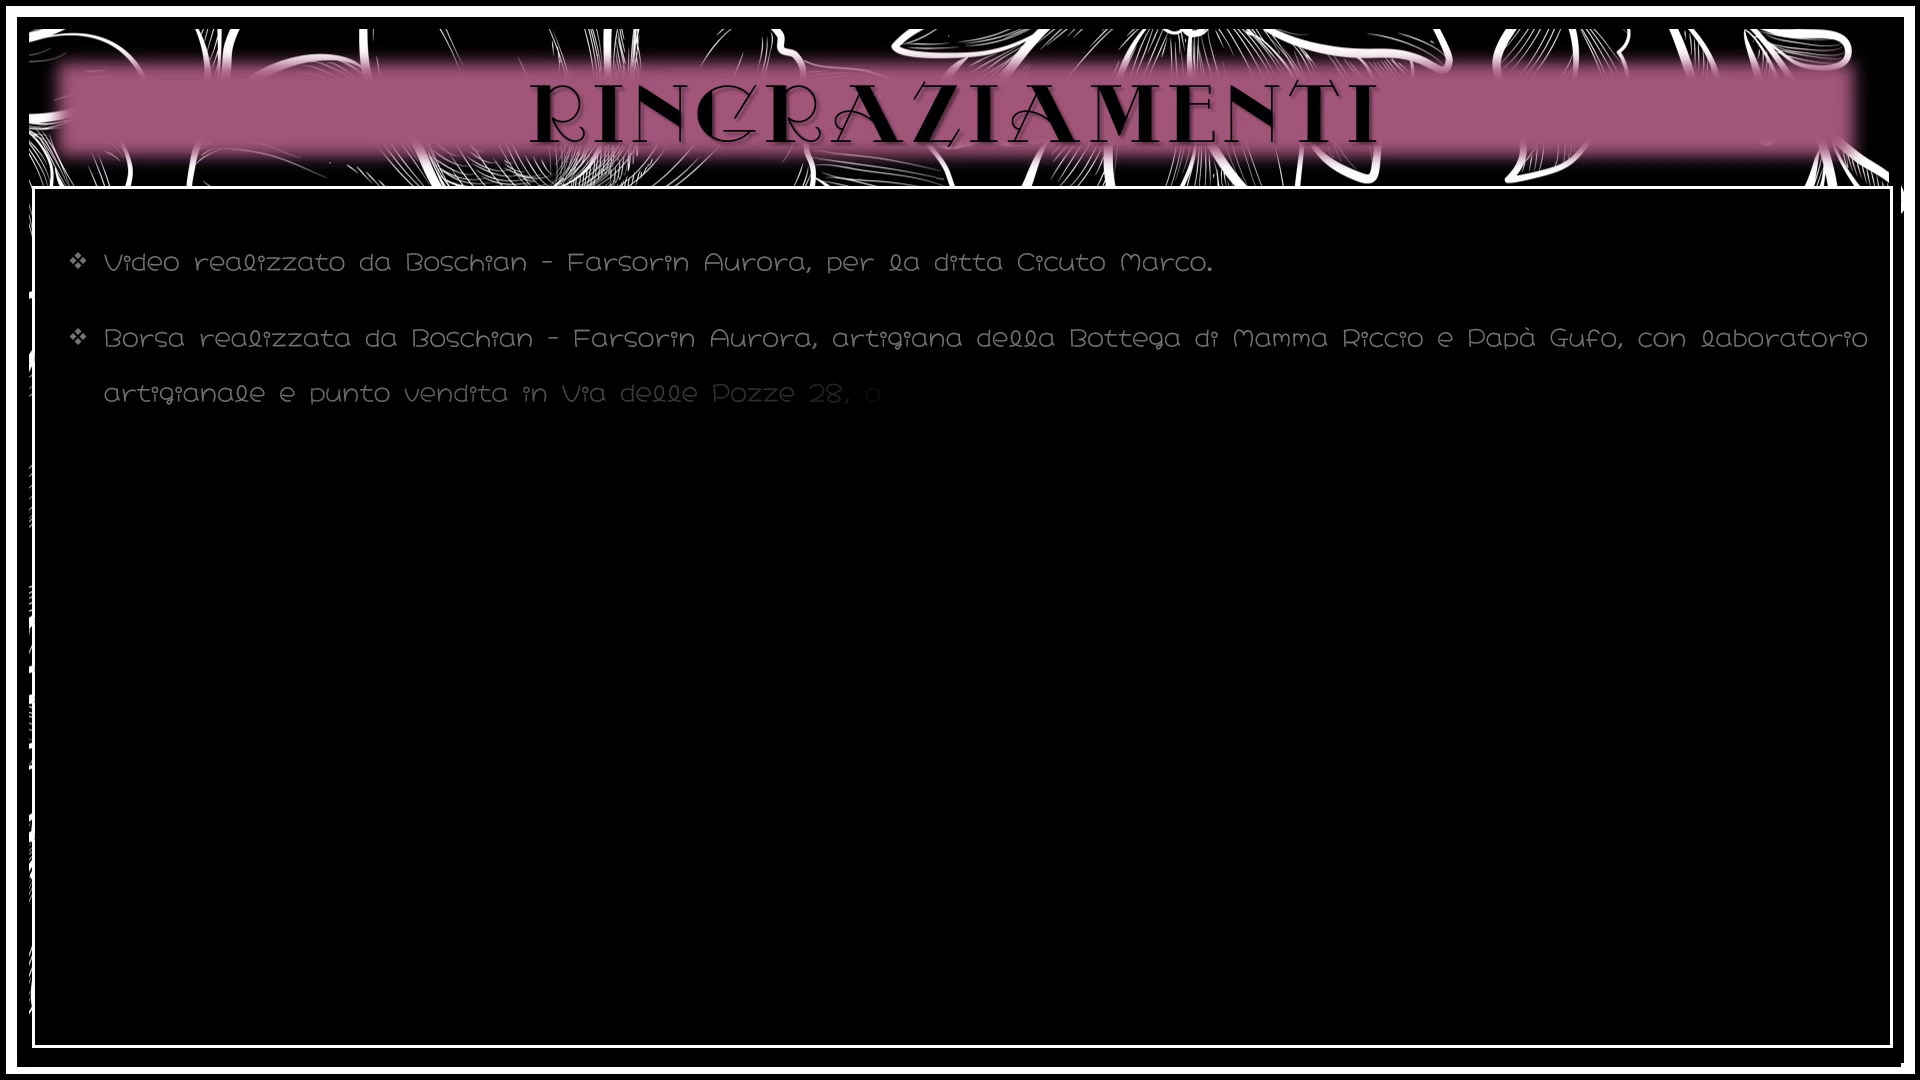 RINGRAZIAMENTI
❖ Video realizzato da Boschian - Farsorin Aurora, per la ditta Cicuto Marco.
❖ Borsa realizzata da Boschian - Farsorin Aurora, artigiana della Bottega di Mamma Riccio e Papà Gufo, con laboratorio
artigianale e punto vendita in Via delle Pozze 28, a